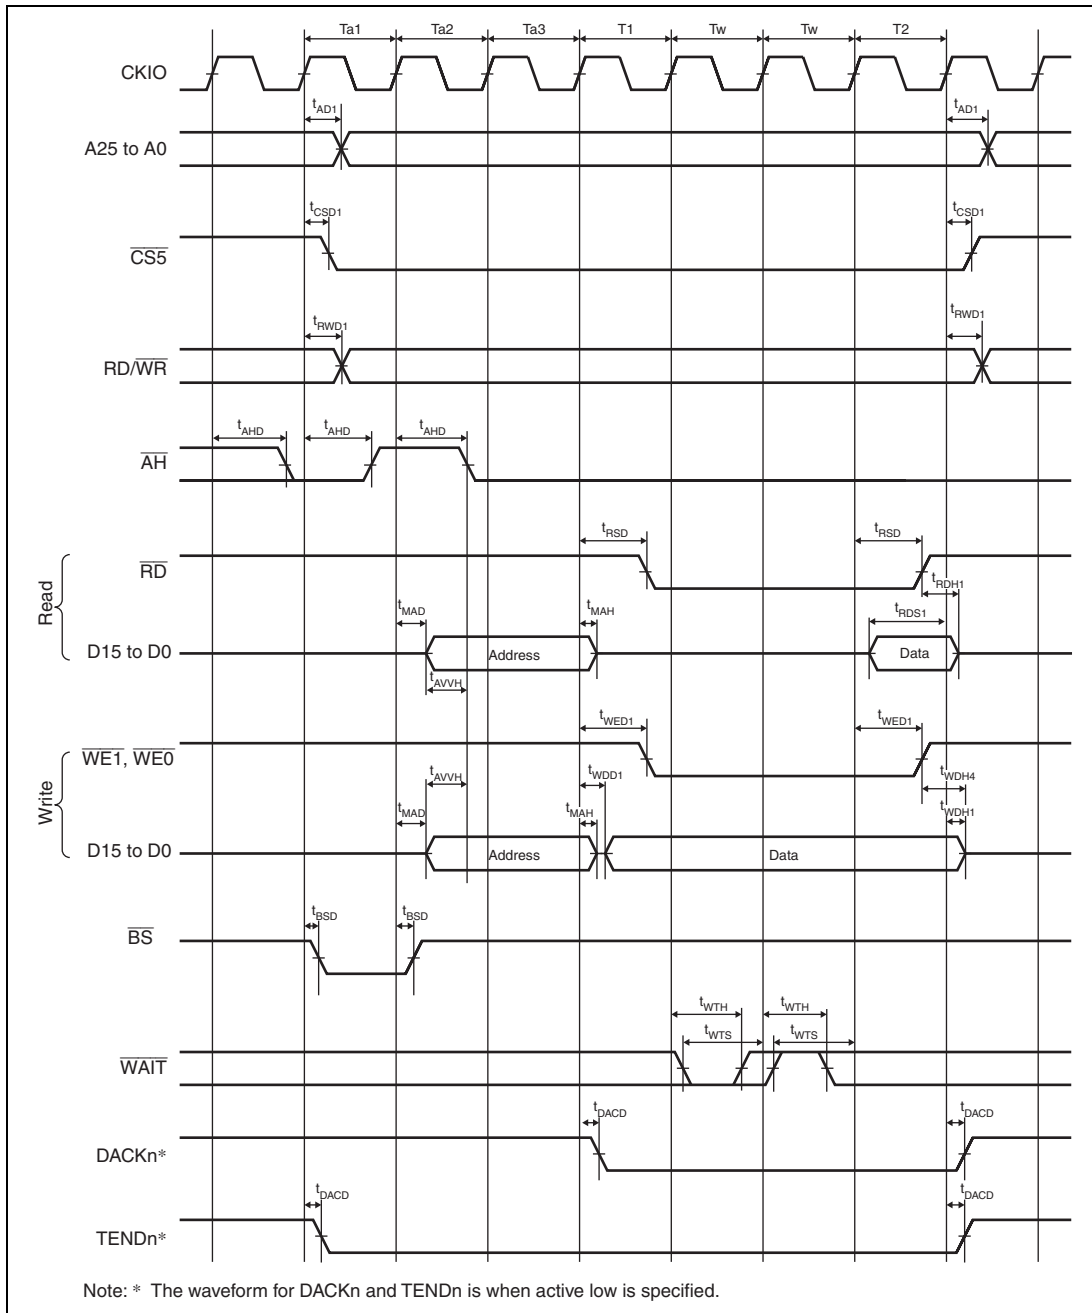 Ta1 Ta2 Ta3 T1 Tw Tw T2
CKIO
tAD1 tAD1
A25 to A0
tCSD1 tCSD1
CS5
tRWD1 tRWD1
RD/WR
tAHD tAHD tAHD
AH
Read
tRSD tRSD
RD
tRDH1
tMAD tMAH tRDS1
D15 to D0 Address Data
tAVVH
Write
tWED1 tWED1
WE1, WE0
tAVVH tWDD1 tWDH4
tMAD tMAH tWDH1
D15 to D0 Address Data
tBSD tBSD
BS
tWTH tWTH
tWTS tWTS
WAIT
tDACD tDACD
DACKn*
tDACD tDACD
TENDn*
Note: * The waveform for DACKn and TENDn is when active low is specified.